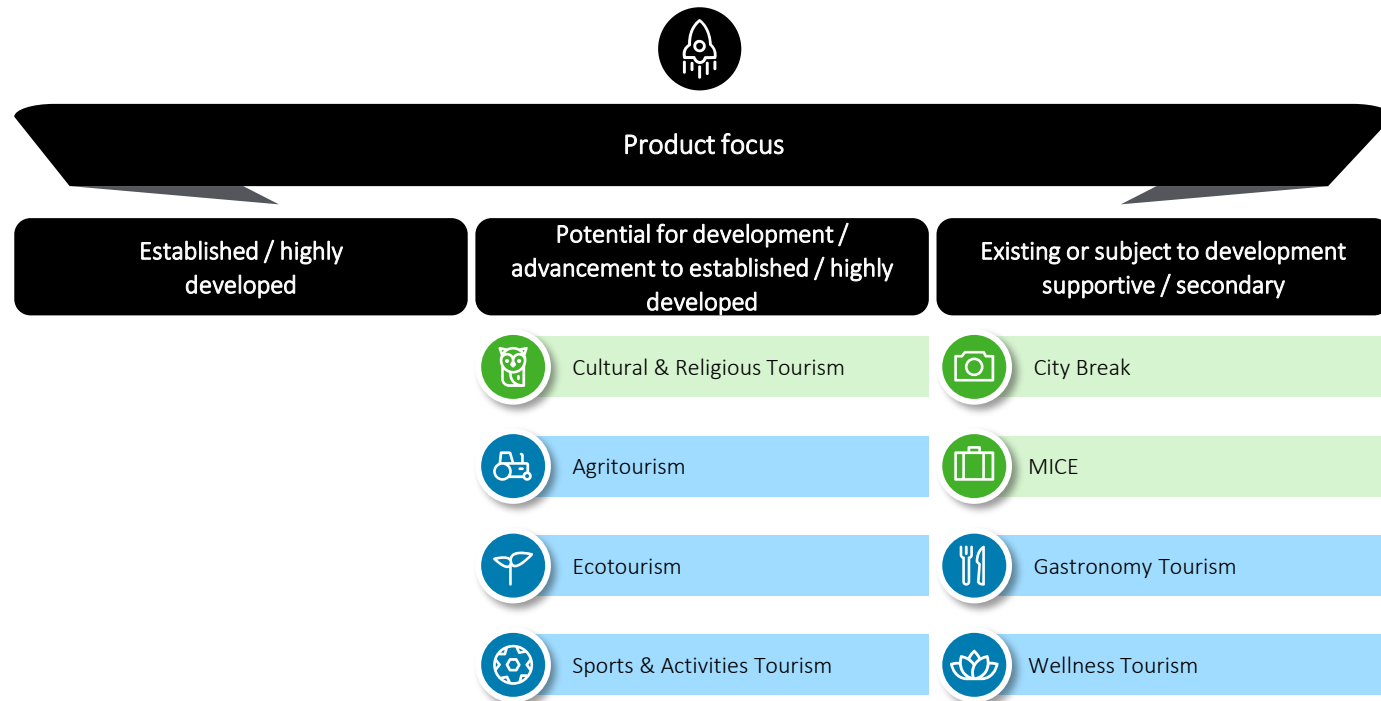 Product focus
Established / highly
developed
Potential for development /
advancement to established / highly
developed
Existing or subject to development
supportive / secondary
Cultural & Religious Tourism
City Break
Agritourism
MICE
Ecotourism
Gastronomy Tourism
Sports & Activities Tourism
Wellness Tourism